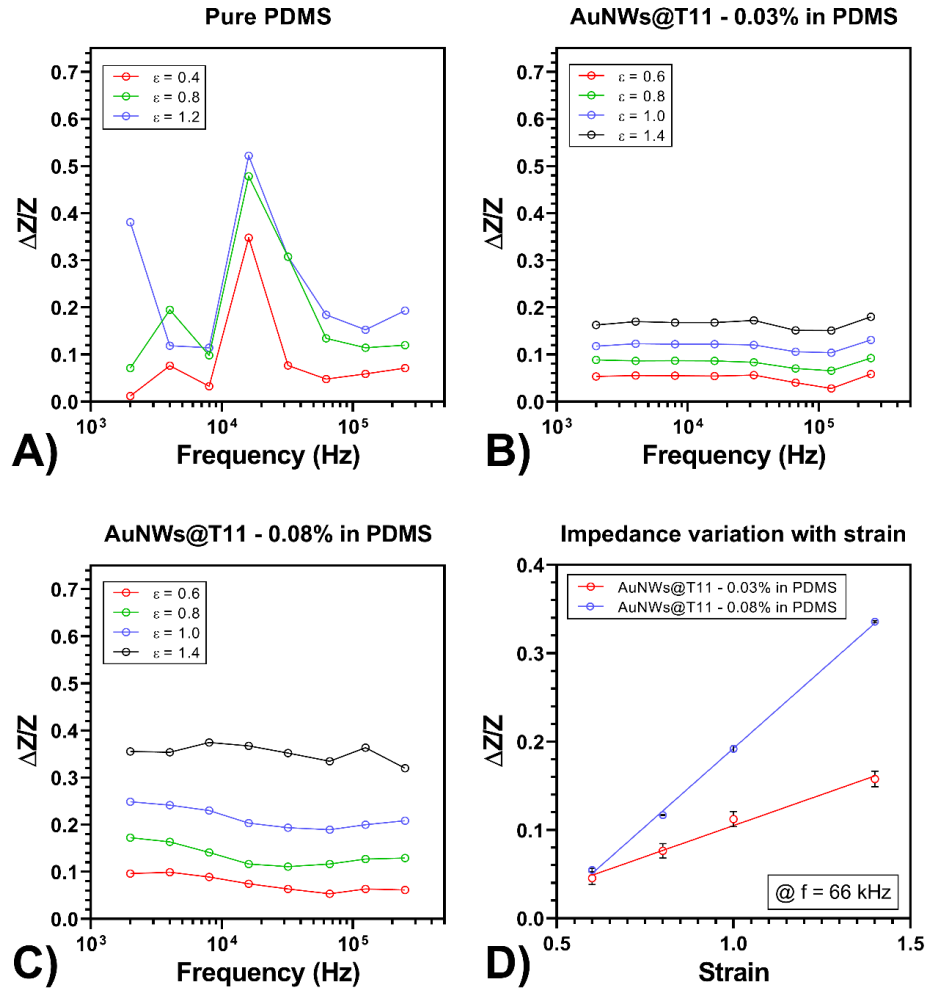 Pure PDMS
ΔZ/Z
0.7
0.6
0.5
0.4
0.3
0.2
0.1
0.0
ε = 0.4
ε = 0.8
ε = 1.2
10³ 10⁴ 10⁵
Frequency (Hz)
A)
AuNWs@T11 - 0.03% in PDMS
ΔZ/Z
0.7
0.6
0.5
0.4
0.3
0.2
0.1
0.0
ε = 0.6
ε = 0.8
ε = 1.0
ε = 1.4
10³ 10⁴ 10⁵
Frequency (Hz)
B)
AuNWs@T11 - 0.08% in PDMS
ΔZ/Z
0.7
0.6
0.5
0.4
0.3
0.2
0.1
0.0
ε = 0.6
ε = 0.8
ε = 1.0
ε = 1.4
10³ 10⁴ 10⁵
Frequency (Hz)
C)
Impedance variation with strain
ΔZ/Z
0.4
0.3
0.2
0.1
0.0
AuNWs@T11 - 0.03% in PDMS
AuNWs@T11 - 0.08% in PDMS
@ f = 66 kHz
0.5 1.0 1.5
Strain
D)